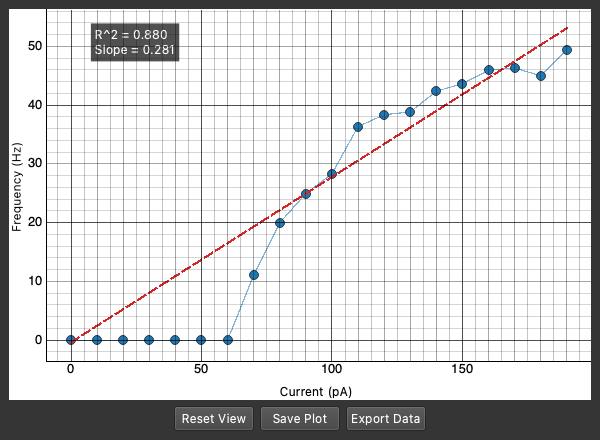 R^2 = 0.880
Slope = 0.281
50
40
30
20
10
0
Frequency (Hz)
0 50 100 150
Current (pA)
Reset View Save Plot Export Data